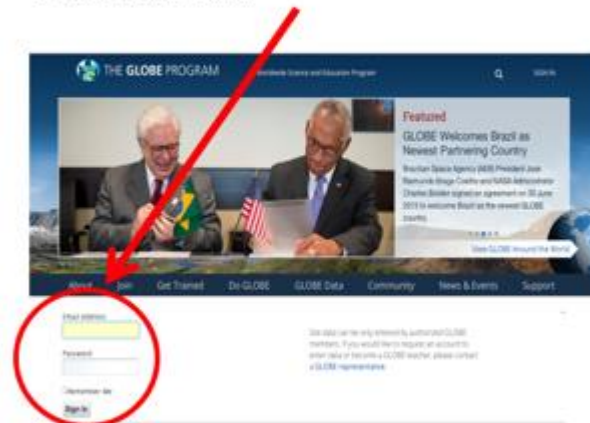 THE GLOBE PROGRAM
Science and Education Program
SIGN IN
Featured
GLOBE Welcomes Brazil as
Newest Partnering Country
Brazilian Space Agency (AEB) President José
Raimundo Braga Coelho and NASA Administrator
Charles Bolden signed an agreement on 30 June
2015 to welcome Brazil as the newest GLOBE
country.
View GLOBE Around the World
About Join Get Trained Do GLOBE GLOBE Data Community News & Events Support
Email Address
Password
Remember Me
Sign In
Site data can be only entered by authorized GLOBE
members. If you would like to request an account to
enter data or become a GLOBE teacher, please contact
a GLOBE representative.